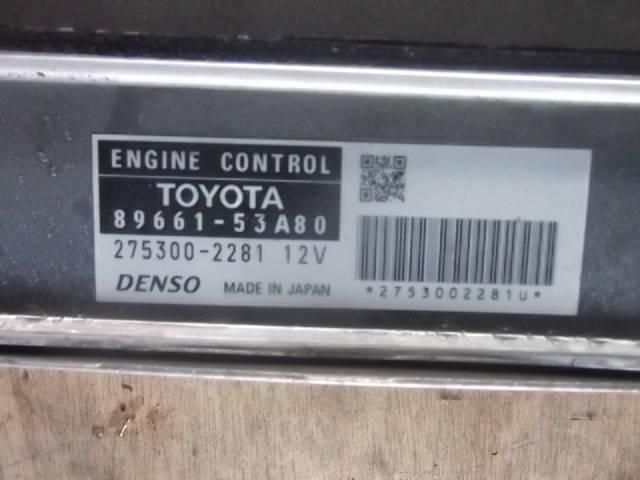 ENGINE CONTROL
TOYOTA
89661-53A80
275300-2281 12V
DENSO MADE IN JAPAN
*2753002281U*